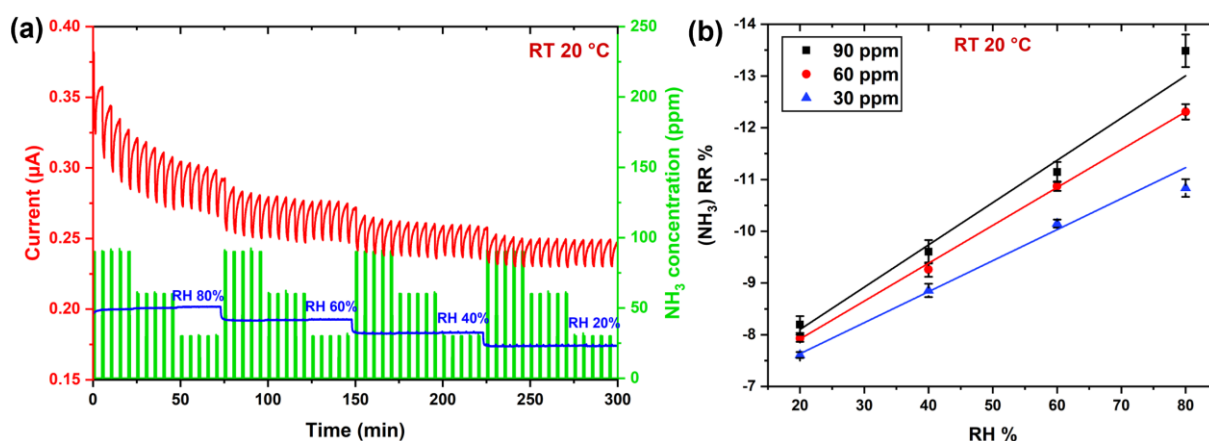 (a)
RT 20 °C
Current (µA)
0.40
0.35
0.30
0.25
0.20
0.15
RH 80%
RH 60%
RH 40%
RH 20%
0
50
100
150
200
250
300
Time (min)
250
200
150
100
50
0
NH₃ concentration (ppm)
(b)
RT 20 °C
90 ppm
60 ppm
30 ppm
(NH₃) RR %
-14
-13
-12
-11
-10
-9
-8
-7
20
30
40
50
60
70
80
RH %